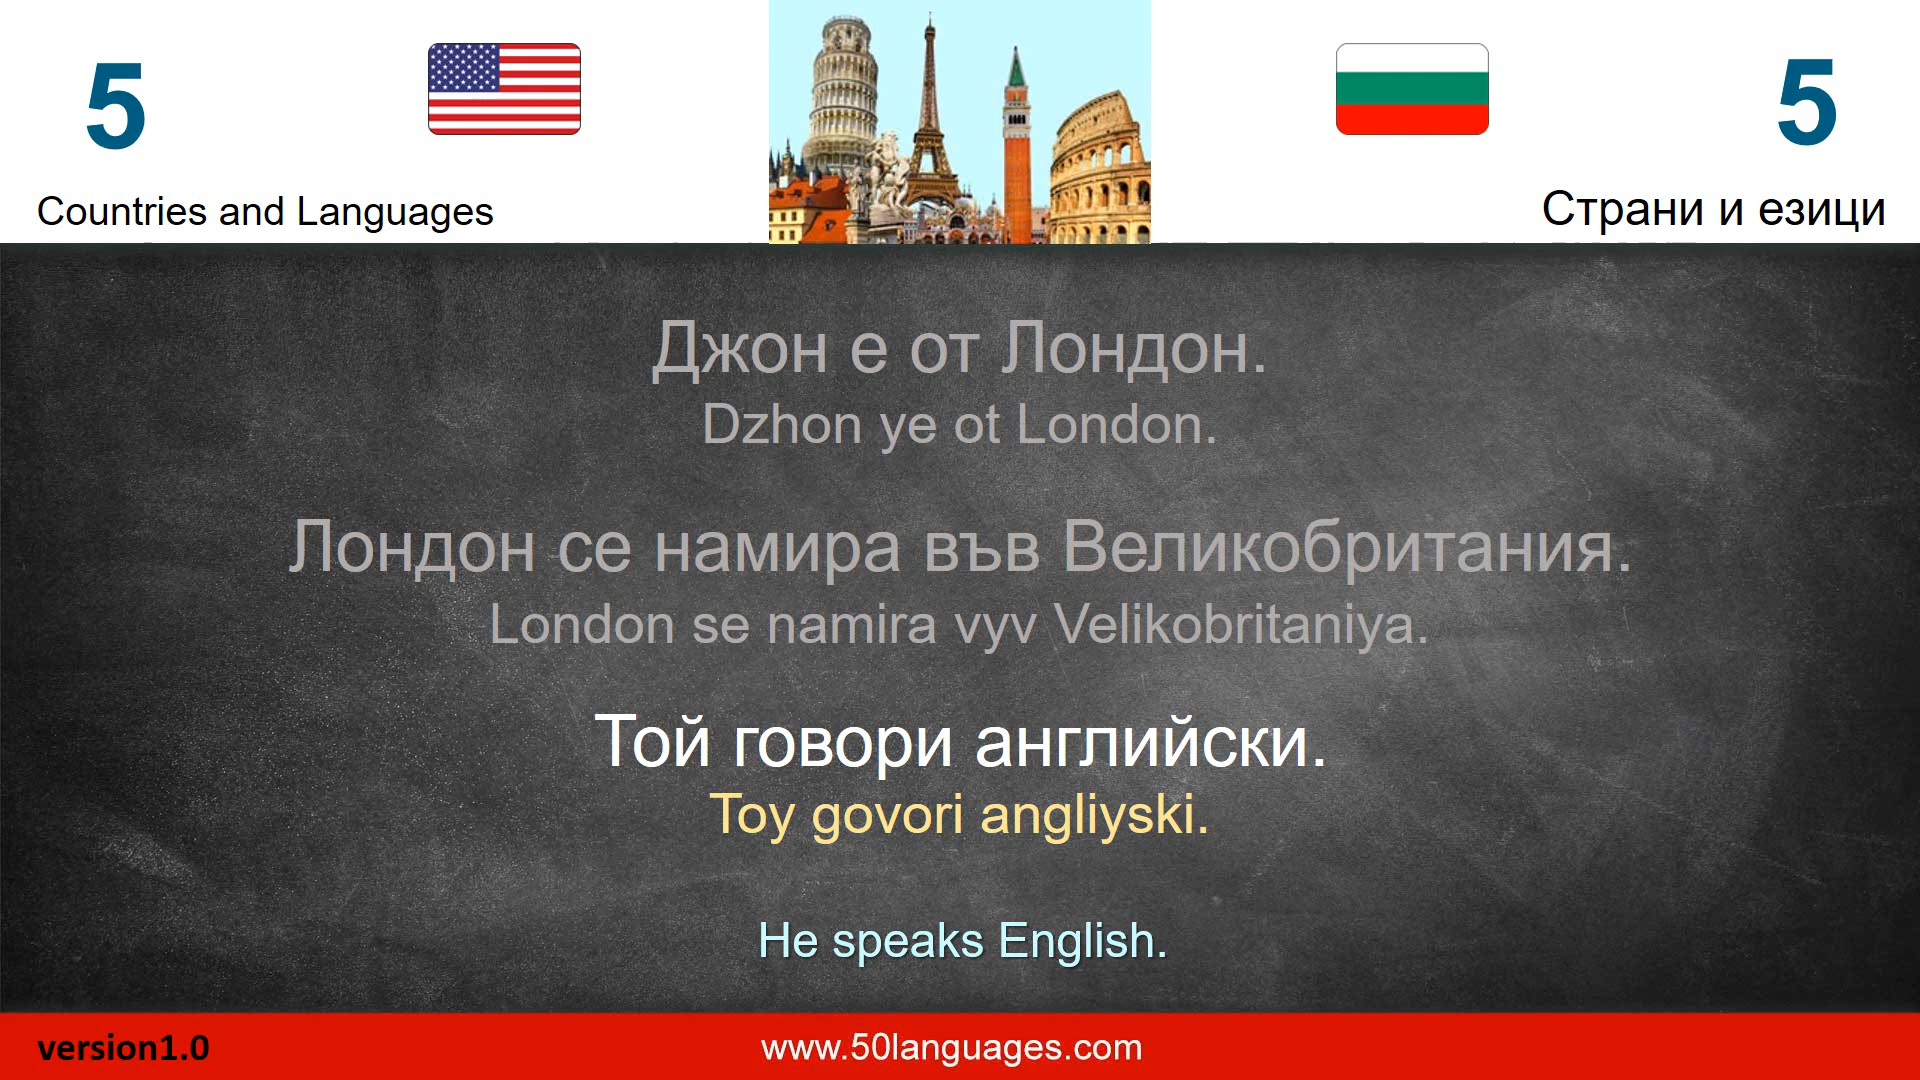 5
5
Countries and Languages
Страни и езици
Джон е от Лондон.
Dzhon ye ot London.
Лондон се намира във Великобритания.
London se namira vyv Velikobritaniya.
Той говори английски.
Toy govori angliyski.
He speaks English.
version1.0
www.50languages.com